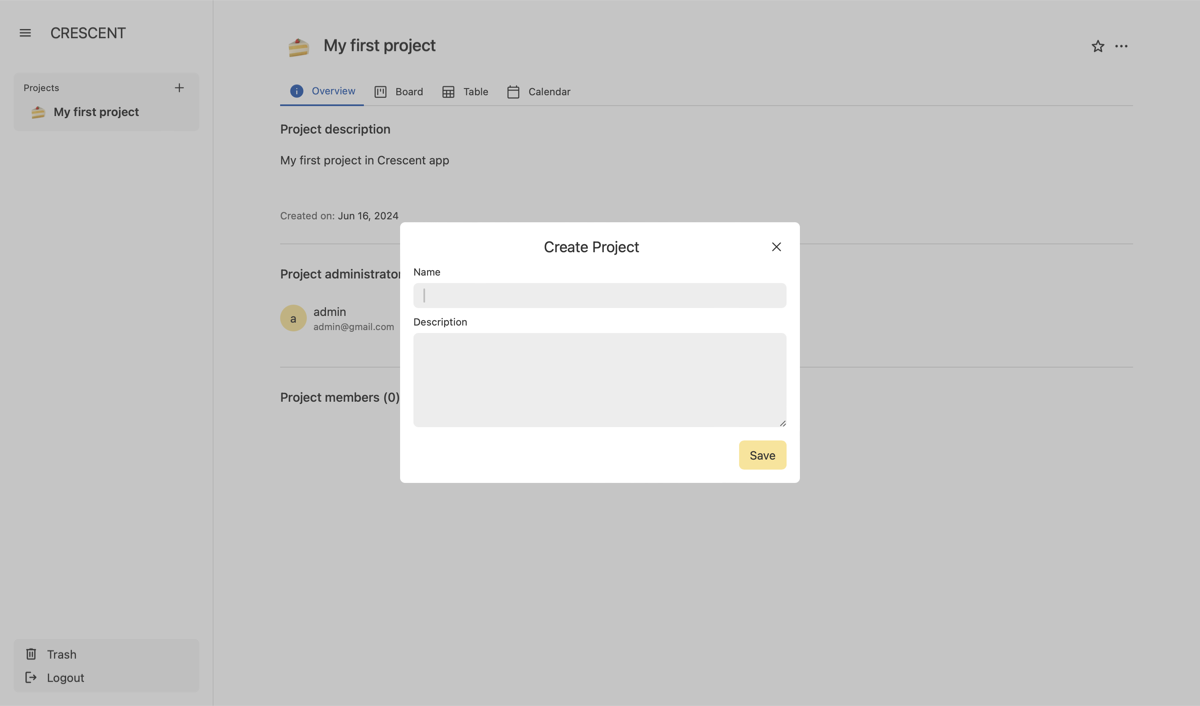 CRESCENT
Projects
My first project
Trash
Logout
My first project
Overview Board Table Calendar
Project description
My first project in Crescent app
Created on: Jun 16, 2024
Project administrator
a
admin
admin@gmail.com
Project members (0)
Create Project
Name
Description
Save